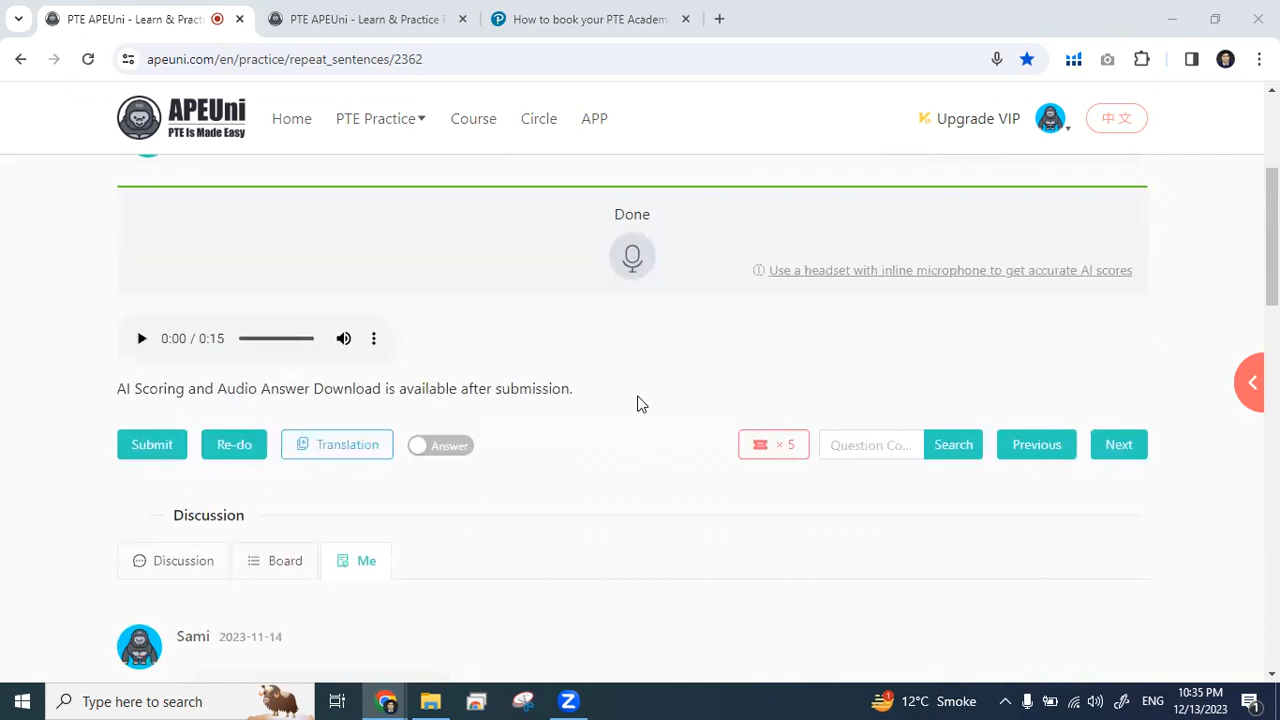 PTE APEUni - Learn & Practi
PTE APEUni - Learn & Practice F
How to book your PTE Academ
apeuni.com/en/practice/repeat_sentences/2362
APEUni
PTE Is Made Easy
Home
PTE Practice
Course
Circle
APP
Upgrade VIP
中文
Done
Use a headset with inline microphone to get accurate AI scores
0:00 / 0:15
AI Scoring and Audio Answer Download is available after submission.
Submit
Re-do
Translation
Answer
× 5
Question Co...
Search
Previous
Next
Discussion
Discussion
Board
Me
Sami 2023-11-14
Type here to search
1
12°C Smoke
ENG
10:35 PM
12/13/2023
1